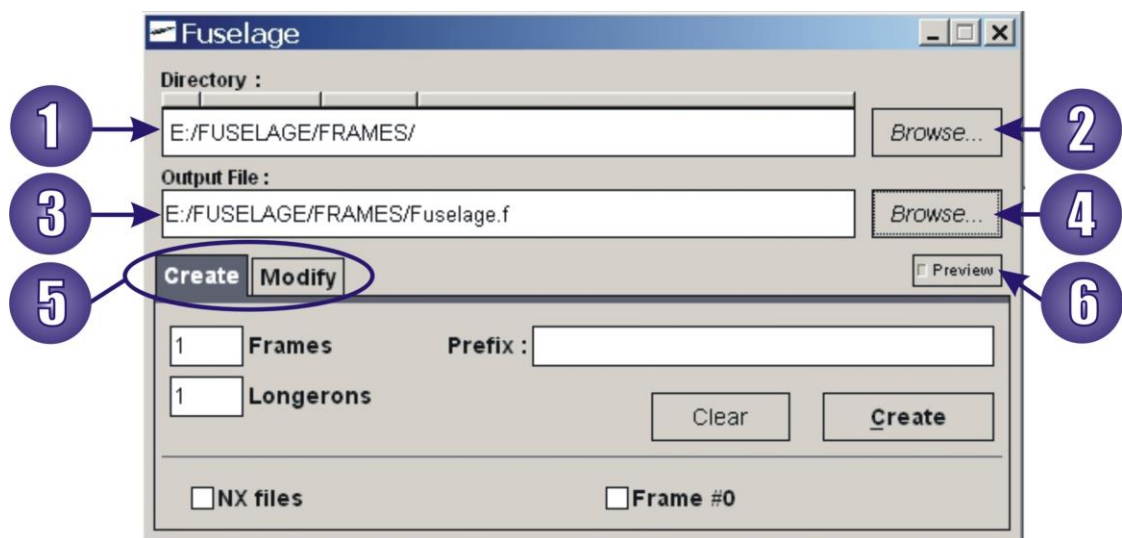 Fuselage
Directory :
1 E:/FUSELAGE/FRAMES/ Browse... 2
Output File :
3 E:/FUSELAGE/FRAMES/Fuselage.f Browse... 4
5 Create Modify Preview 6
1 Frames Prefix :
1 Longerons
Clear Create
NX files Frame #0